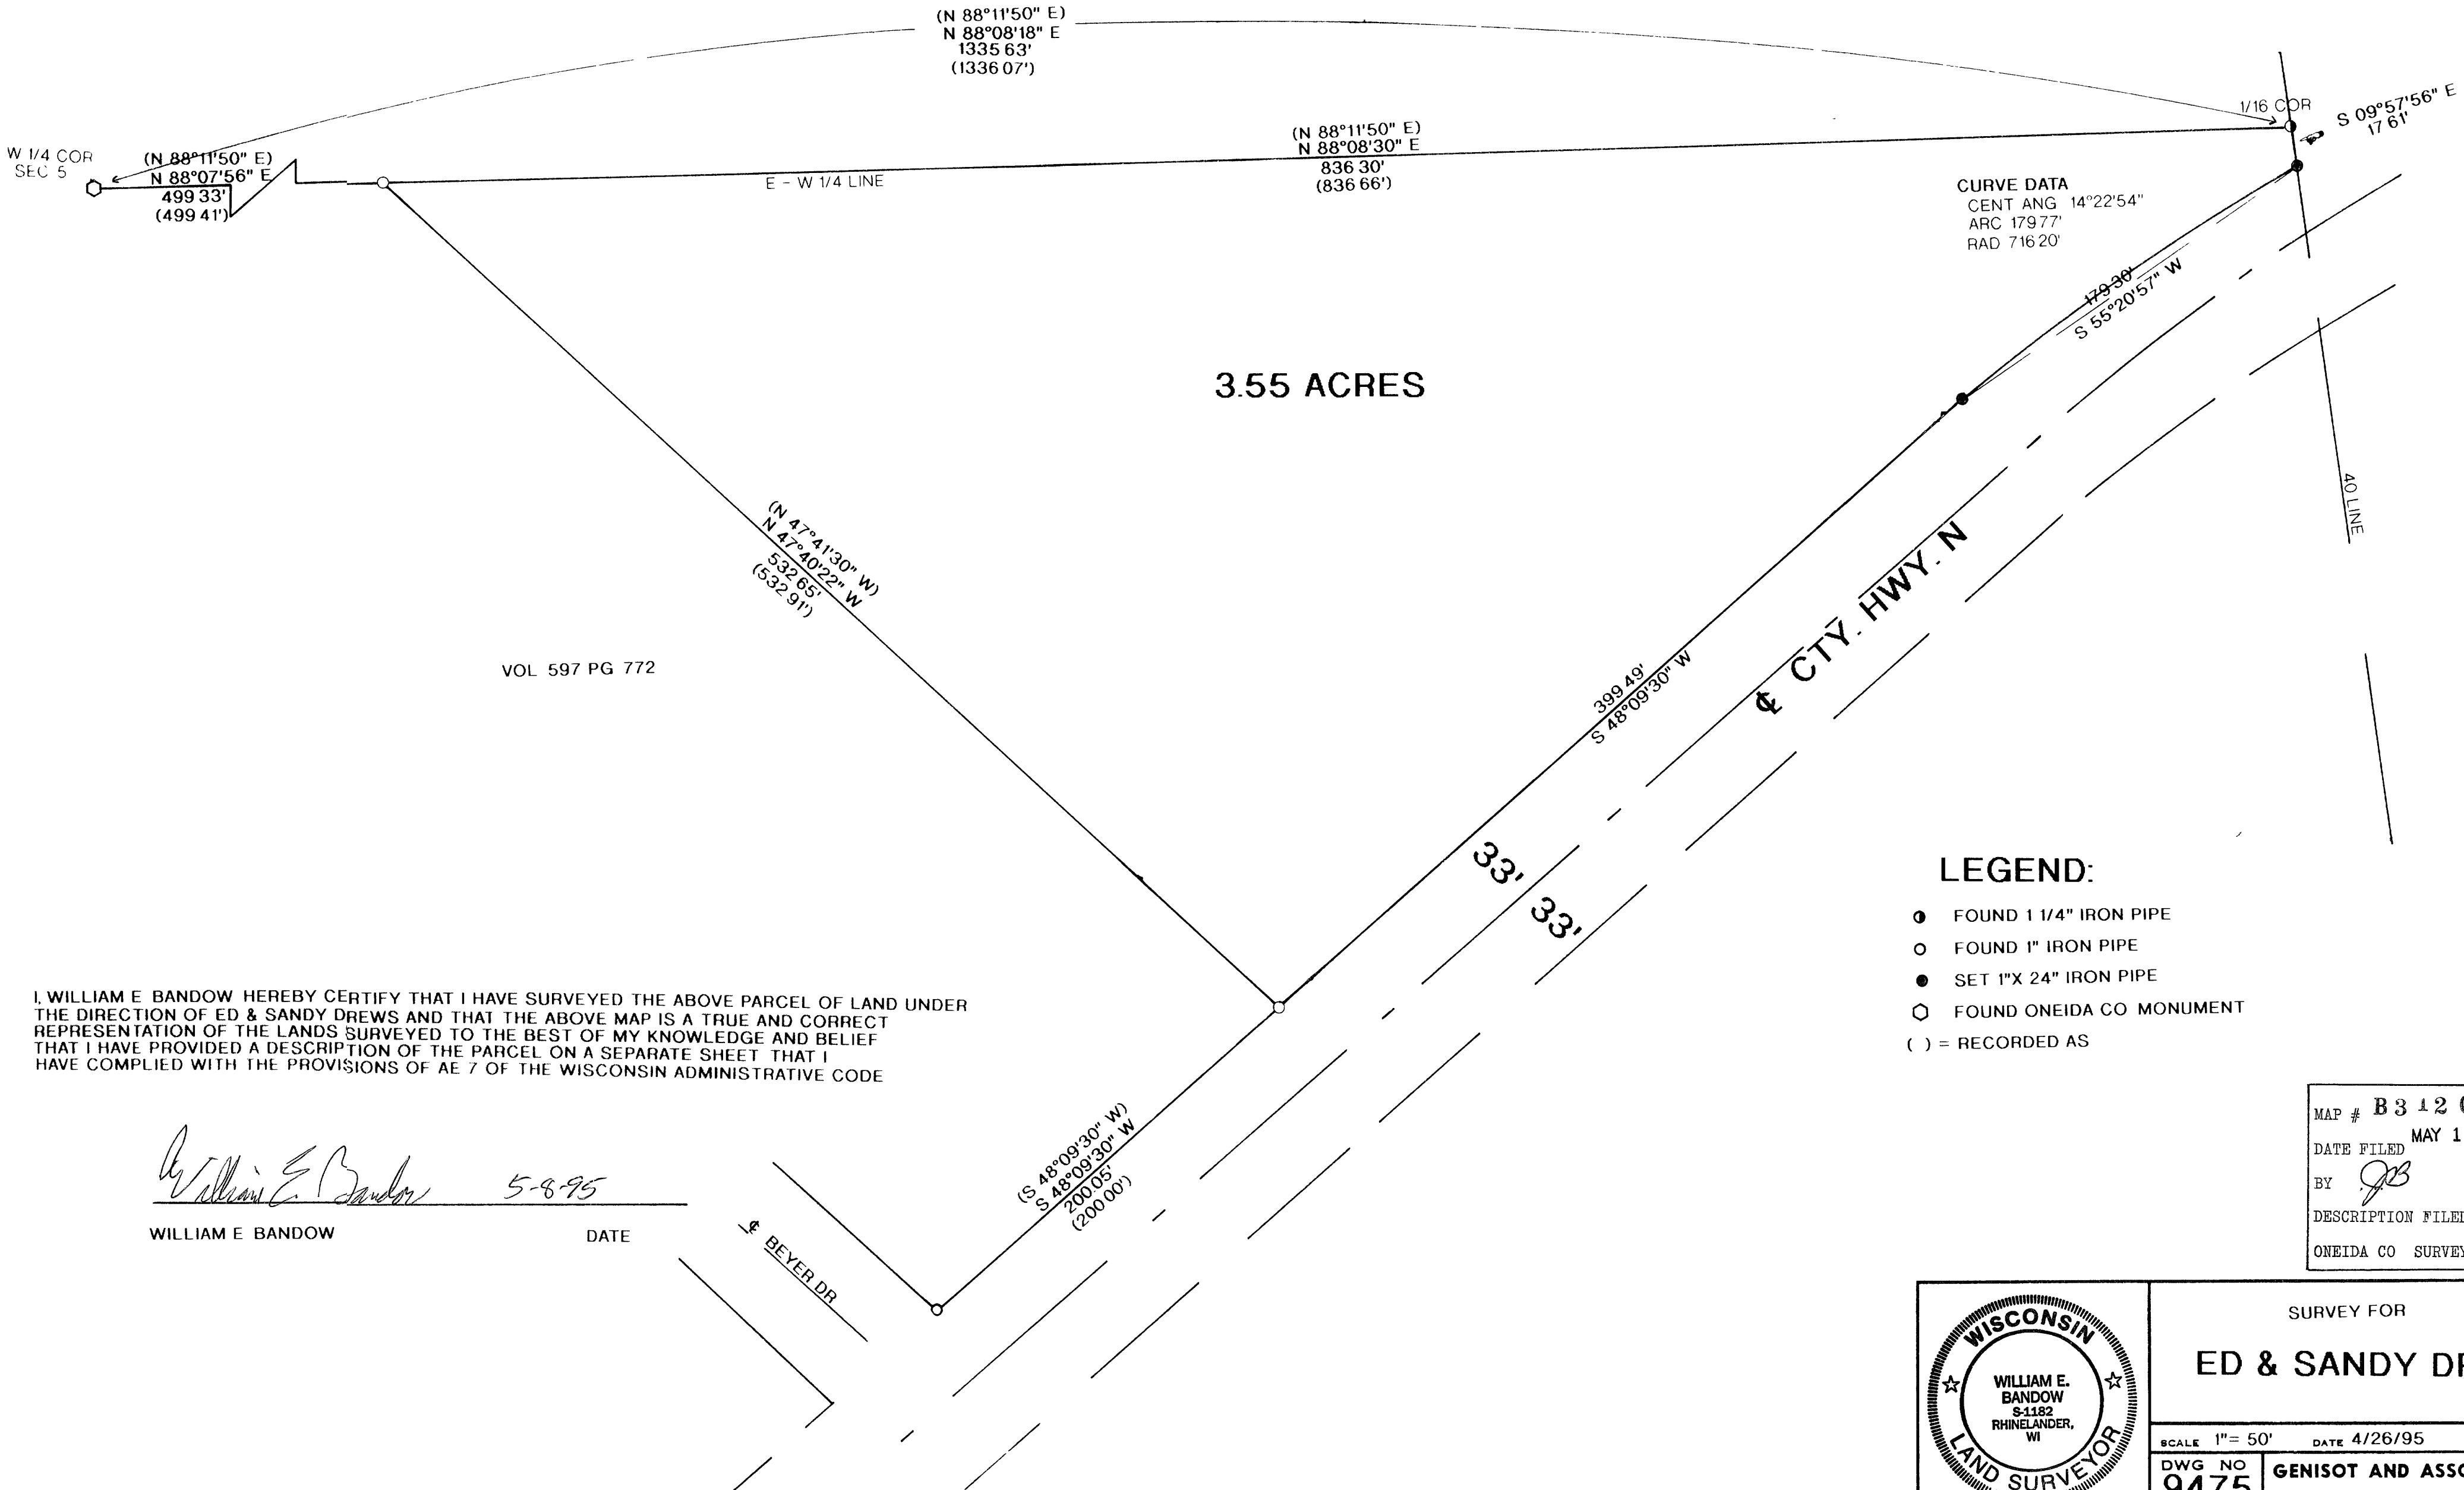 (N 88°11'50" E)
N 88°08'18" E
1335 63'
(1336 07')
1/16 COR
S 09°57'56" E
17 61'
W 1/4 COR
SEC 5
(N 88°11'50" E)
N 88°07'56" E
499 33'
(499 41')
(N 88°11'50" E)
N 88°08'30" E
836 30'
(836 66')
E - W 1/4 LINE
CURVE DATA
CENT ANG 14°22'54"
ARC 179 77'
RAD 716 20'
179 30'
S 55°20'57" W
3.55 ACRES
40 LINE
(N 47°41'30" W)
N 47°40'22" W
532 65'
(532 91')
℄ CTY. HWY. N
VOL 597 PG 772
399 49'
S 48°09'30" W
33'
33'
LEGEND:
FOUND 1 1/4" IRON PIPE
FOUND 1" IRON PIPE
SET 1"X 24" IRON PIPE
FOUND ONEIDA CO MONUMENT
( ) = RECORDED AS
I, WILLIAM E BANDOW HEREBY CERTIFY THAT I HAVE SURVEYED THE ABOVE PARCEL OF LAND UNDER
THE DIRECTION OF ED & SANDY DREWS AND THAT THE ABOVE MAP IS A TRUE AND CORRECT
REPRESENTATION OF THE LANDS SURVEYED TO THE BEST OF MY KNOWLEDGE AND BELIEF
THAT I HAVE PROVIDED A DESCRIPTION OF THE PARCEL ON A SEPARATE SHEET THAT I
HAVE COMPLIED WITH THE PROVISIONS OF AE 7 OF THE WISCONSIN ADMINISTRATIVE CODE
William E Bandow 5-8-95
WILLIAM E BANDOW DATE
(S 48°09'30" W)
S 48°09'30" W
200.05'
(200 00')
℄ BEYER DR
MAP # B312
DATE FILED MAY 1
BY JB
DESCRIPTION FILED
ONEIDA CO SURVEY
WISCONSIN
WILLIAM E.
BANDOW
S-1182
RHINELANDER,
WI
LAND SURVEYOR
SURVEY FOR
ED & SANDY DR
SCALE 1"= 50' DATE 4/26/95
DWG NO
9475
GENISOT AND ASSO